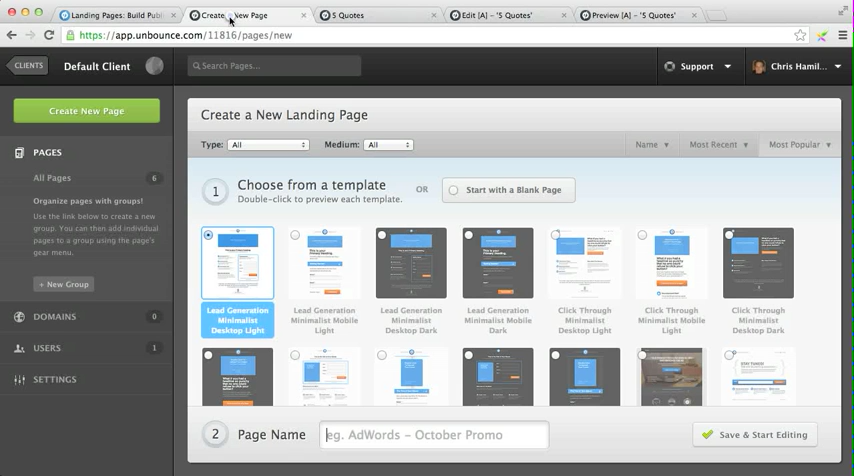 Landing Pages: Build Publi
Create a New Page
5 Quotes
Edit [A] – '5 Quotes'
Preview [A] – '5 Quotes'
https://app.unbounce.com/11816/pages/new
CLIENTS
Default Client
Search Pages...
Support
Chris Hamil...
Create New Page
PAGES
All Pages 6
Organize pages with groups!
Use the link below to create a new
group. You can then add individual
pages to a group using the page's
gear menu.
+ New Group
DOMAINS 0
USERS 1
SETTINGS
Create a New Landing Page
Type: All Medium: All
Name Most Recent Most Popular
1 Choose from a template
Double-click to preview each template.
OR
Start with a Blank Page
Lead Generation
Minimalist
Desktop Light
Lead Generation
Minimalist Mobile
Light
Lead Generation
Minimalist
Desktop Dark
Lead Generation
Minimalist Mobile
Dark
Click Through
Minimalist
Desktop Light
Click Through
Minimalist Mobile
Light
Click Through
Minimalist
Desktop Dark
STAY TUNED!
2 Page Name
eg. AdWords – October Promo
Save & Start Editing